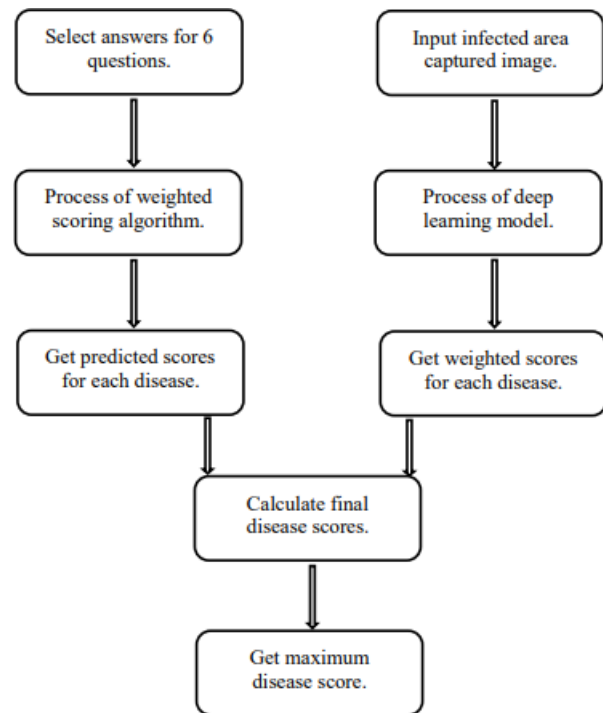 Select answers for 6
questions.
Input infected area
captured image.
Process of weighted
scoring algorithm.
Process of deep
learning model.
Get predicted scores
for each disease.
Get weighted scores
for each disease.
Calculate final
disease scores.
Get maximum
disease score.